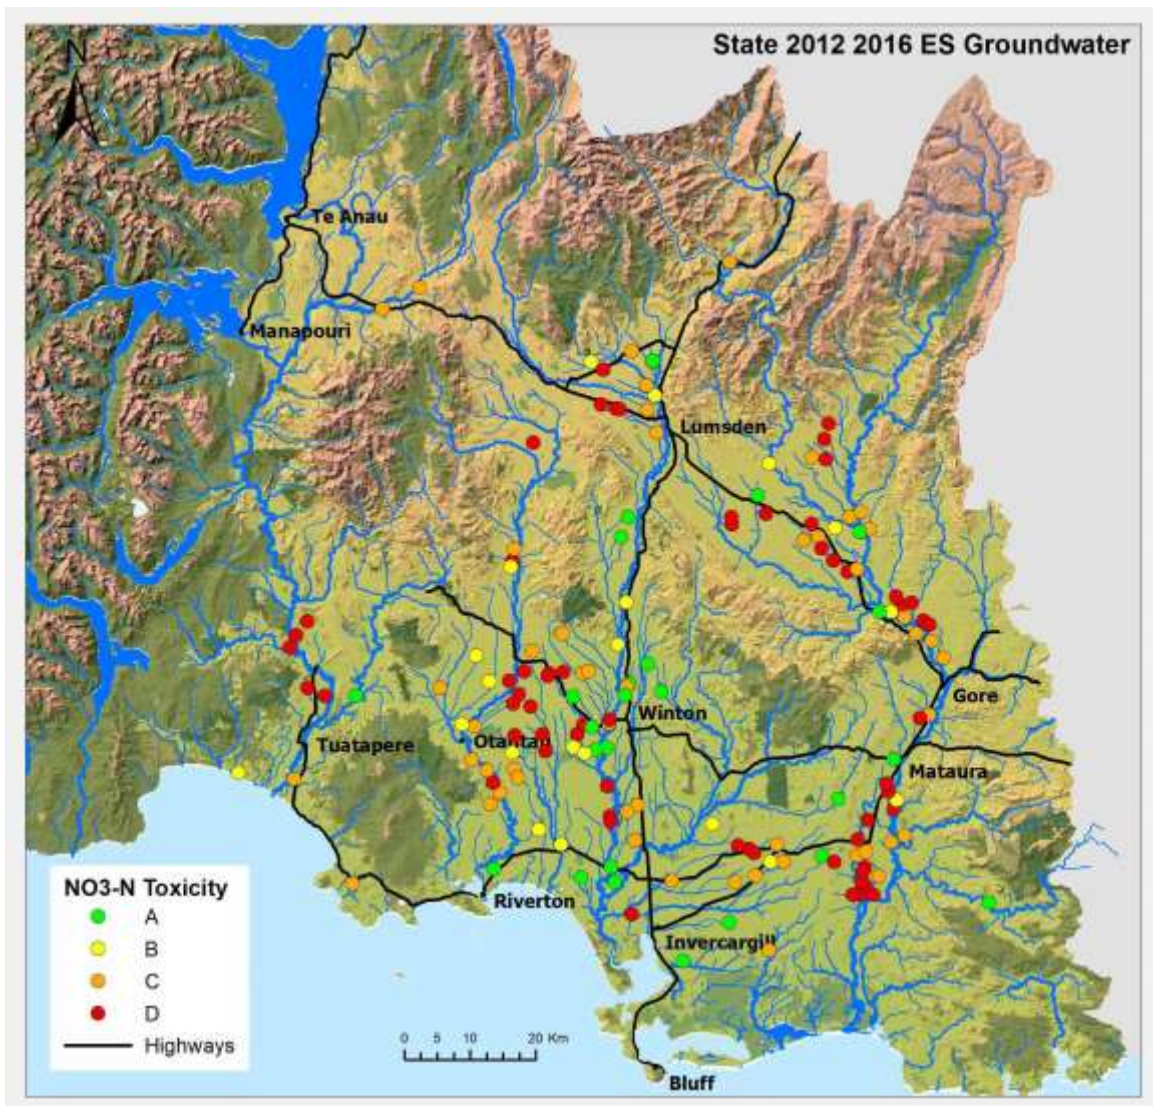 State 2012 2016 ES Groundwater
N
Te Anau
Manapouri
Lumsden
Gore
Winton
Otautau
Tuatapere
Mataura
Riverton
Invercargill
Bluff
NO3-N Toxicity
A
B
C
D
Highways
0 5 10 20 Km